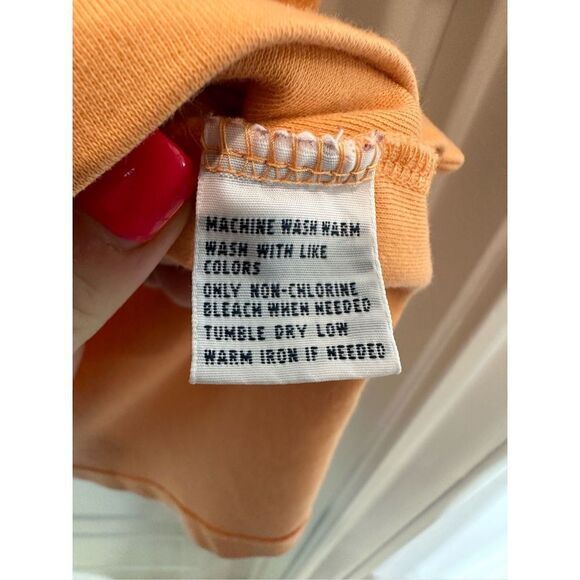 MACHINE WASH WARM
WASH WITH LIKE
COLORS
ONLY NON-CHLORINE
BLEACH WHEN NEEDED
TUMBLE DRY LOW
WARM IRON IF NEEDED